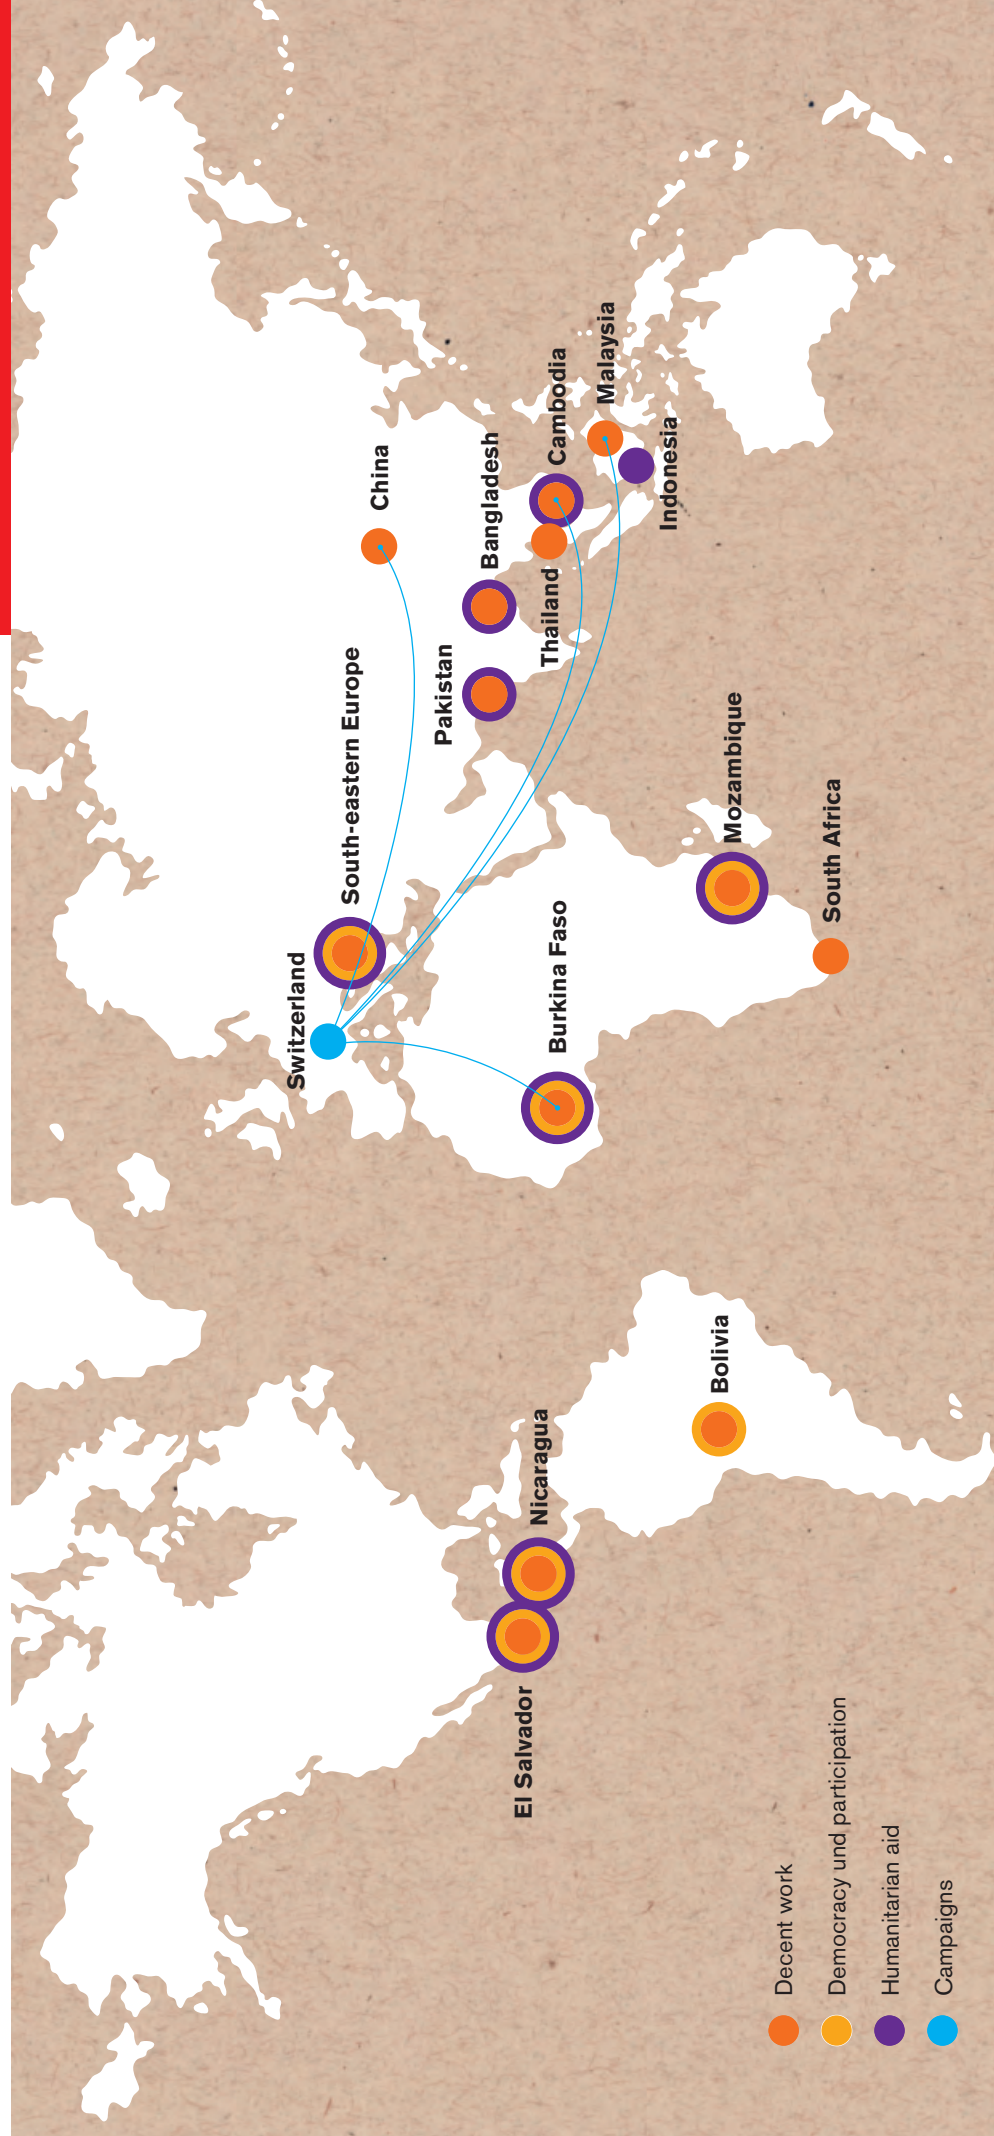 Switzerland
South-eastern Europe
China
Pakistan
Bangladesh
Thailand
Cambodia
Malaysia
Indonesia
Burkina Faso
Mozambique
South Africa
El Salvador
Nicaragua
Bolivia
Decent work
Democracy und participation
Humanitarian aid
Campaigns